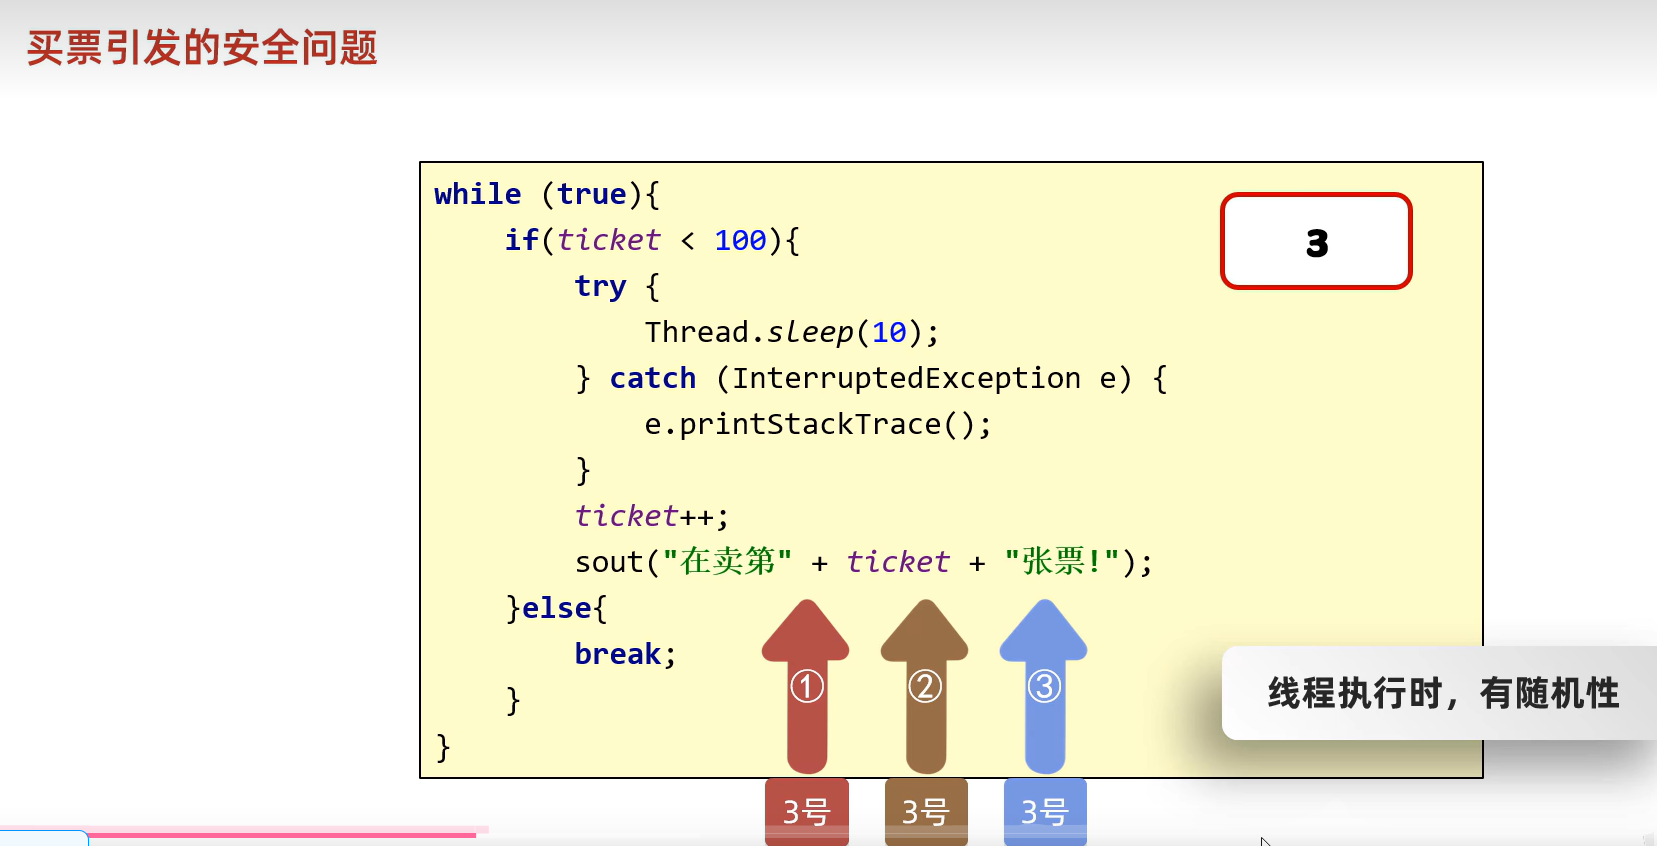 买票引发的安全问题
while (true){
if(ticket < 100){
3
try {
Thread.sleep(10);
} catch (InterruptedException e) {
e.printStackTrace();
}
ticket++;
sout("在卖第" + ticket + "张票!");
}else{
break;
① ② ③
线程执行时，有随机性
}
}
3号 3号 3号